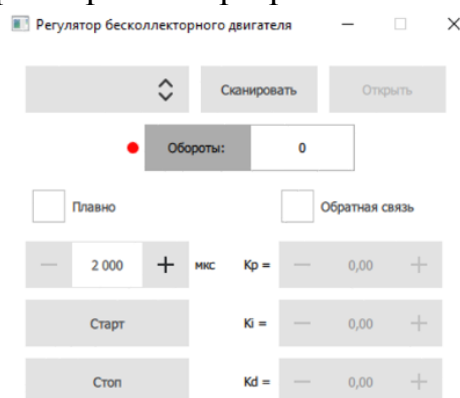 Регулятор бесколлекторного двигателя
Сканировать Открыть
Обороты: 0
Плавно Обратная связь
2 000 мкс Kp = 0,00
Старт Ki = 0,00
Стоп Kd = 0,00